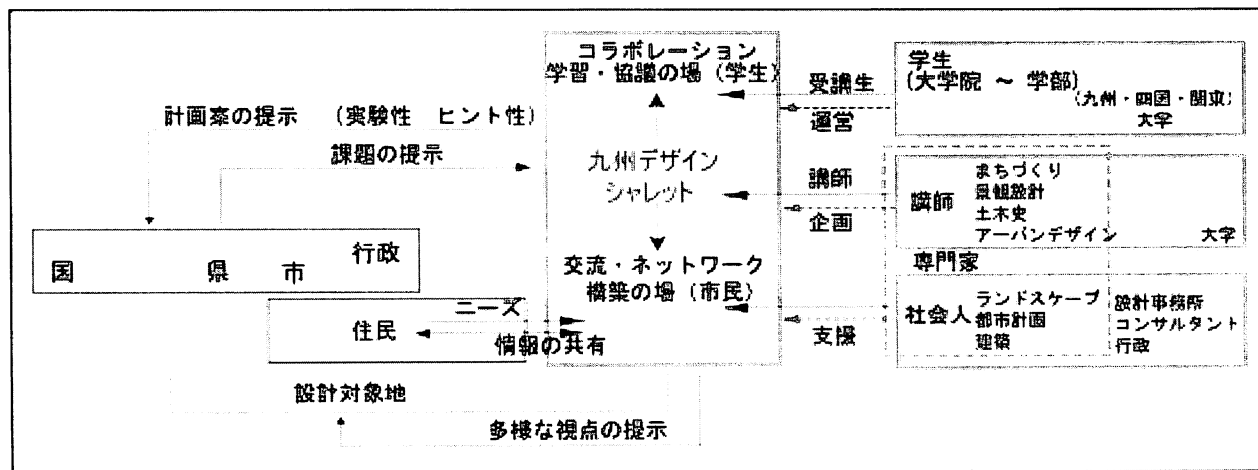 コラボレーション
学習・協議の場（学生）
九州デザイン
シャレット
交流・ネットワーク
構築の場（市民）
計画案の提示　（実験性　ヒント性）
課題の提示
国　県　市　行政
住民
ニーズ
情報の共有
設計対象地
多様な視点の提示
受講生
運営
講師
企画
支援
学生
(大学院 ～ 学部)
(九州・四国・関東)
大学
講師
まちづくり
景観設計
土木史
アーバンデザイン
大学
専門家
社会人
ランドスケープ
都市計画
建築
設計事務所
コンサルタント
行政